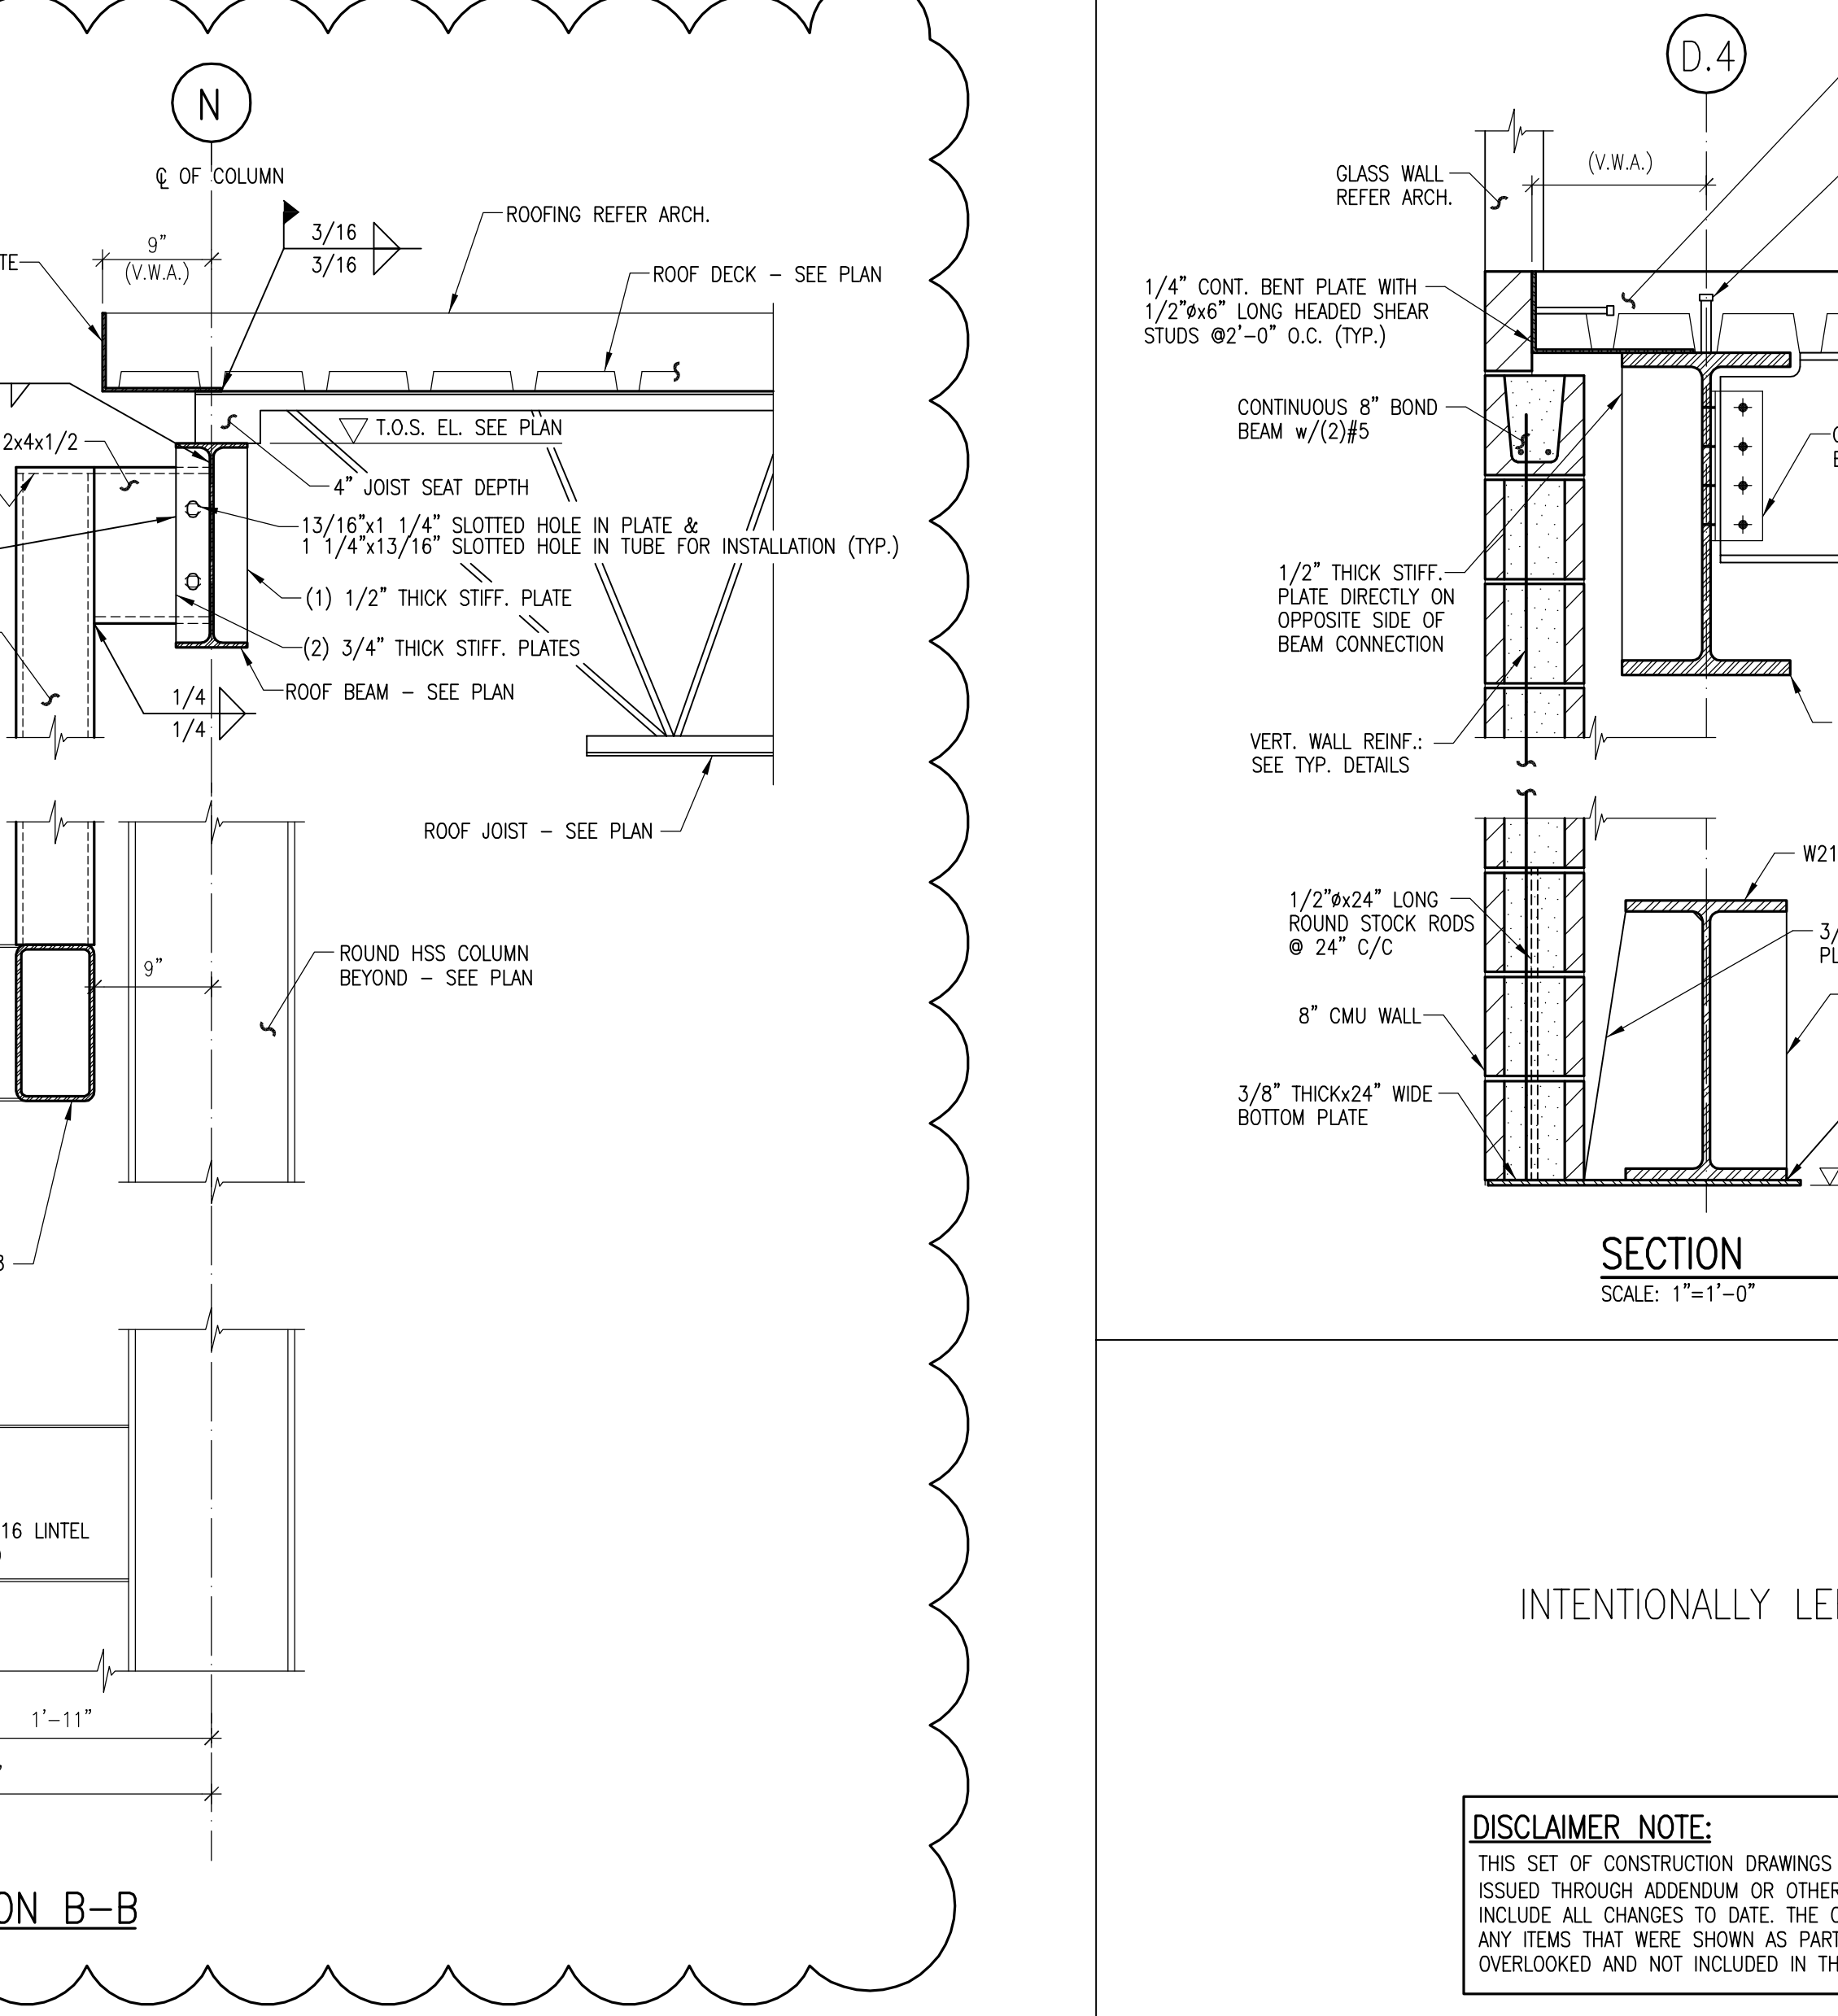 N
℄ OF COLUMN
3/16
3/16
9"
(V.W.A.)
ROOFING REFER ARCH.
ROOF DECK – SEE PLAN
T.O.S. EL. SEE PLAN
2x4x1/2
4" JOIST SEAT DEPTH
13/16"x1 1/4" SLOTTED HOLE IN PLATE &
1 1/4"x13/16" SLOTTED HOLE IN TUBE FOR INSTALLATION (TYP.)
(1) 1/2" THICK STIFF. PLATE
(2) 3/4" THICK STIFF. PLATES
ROOF BEAM – SEE PLAN
1/4
1/4
ROOF JOIST – SEE PLAN
ROUND HSS COLUMN
BEYOND – SEE PLAN
9"
16 LINTEL
1'–11"
ON B–B
D.4
(V.W.A.)
GLASS WALL
REFER ARCH.
1/4" CONT. BENT PLATE WITH
1/2"øx6" LONG HEADED SHEAR
STUDS @2'–0" O.C. (TYP.)
CONTINUOUS 8" BOND
BEAM w/(2)#5
1/2" THICK STIFF.
PLATE DIRECTLY ON
OPPOSITE SIDE OF
BEAM CONNECTION
VERT. WALL REINF.:
SEE TYP. DETAILS
W21
1/2"øx24" LONG
ROUND STOCK RODS
@ 24" C/C
3/
PL
8" CMU WALL
3/8" THICKx24" WIDE
BOTTOM PLATE
SECTION
SCALE: 1"=1'–0"
INTENTIONALLY
DISCLAIMER NOTE:
THIS SET OF CONSTRUCTION DRAWINGS
ISSUED THROUGH ADDENDUM OR OTHER
INCLUDE ALL CHANGES TO DATE. THE
ANY ITEMS THAT WERE SHOWN AS PART
OVERLOOKED AND NOT INCLUDED IN TH